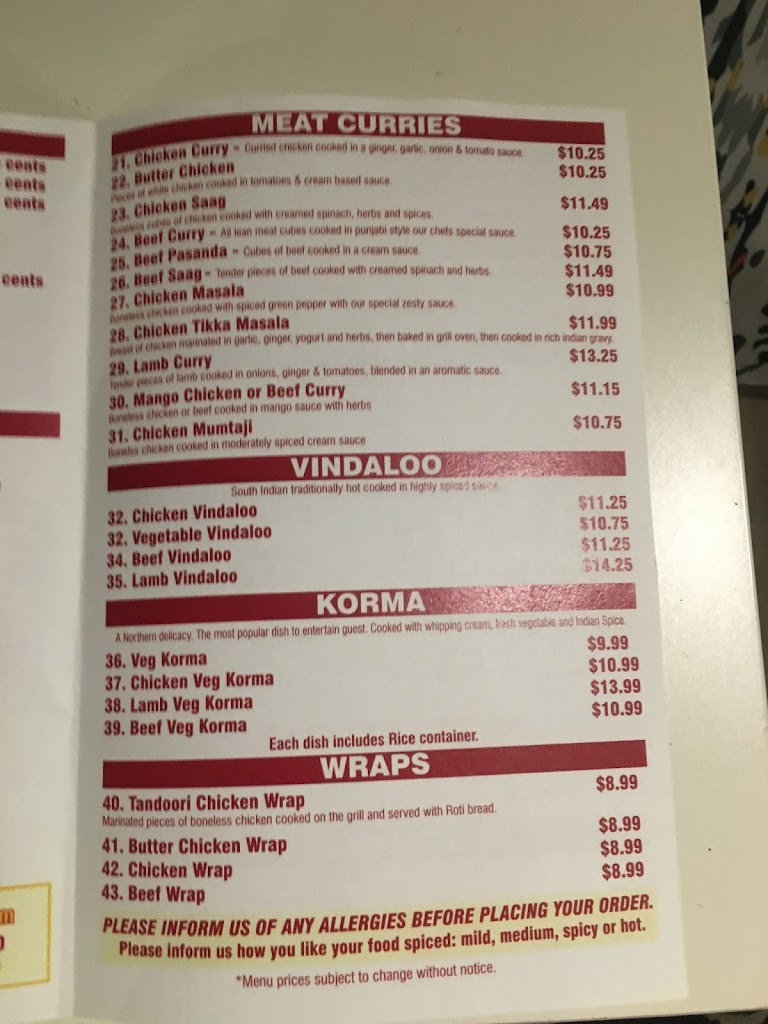 cents
cents
cents
cents
MEAT CURRIES
21. Chicken Curry - Curried chicken cooked in a ginger, garlic, onion & tomato sauce. $10.25
22. Butter Chicken $10.25
Pieces of white chicken cooked in tomatoes & cream based sauce.
23. Chicken Saag $11.49
Boneless cubes of chicken cooked with creamed spinach, herbs and spices.
24. Beef Curry - All lean meat cubes cooked in punjabi style our chefs special sauce. $10.25
25. Beef Pasanda - Cubes of beef cooked in a cream sauce. $10.75
26. Beef Saag - Tender pieces of beef cooked with creamed spinach and herbs. $11.49
27. Chicken Masala $10.99
Boneless chicken cooked with spiced green pepper with our special zesty sauce.
28. Chicken Tikka Masala $11.99
Breast of chicken marinated in garlic, ginger, yogurt and herbs, then baked in grill oven, then cooked in rich Indian gravy.
29. Lamb Curry $13.25
Tender pieces of lamb cooked in onions, ginger & tomatoes, blended in an aromatic sauce.
30. Mango Chicken or Beef Curry $11.15
Boneless chicken or beef cooked in mango sauce with herbs
31. Chicken Mumtaji $10.75
Bonelss chicken cooked in moderately spiced cream sauce
VINDALOO
South Indian traditionally hot cooked in highly spiced sauce.
32. Chicken Vindaloo $11.25
32. Vegetable Vindaloo $10.75
34. Beef Vindaloo $11.25
35. Lamb Vindaloo $14.25
KORMA
A Northern delicacy. The most popular dish to entertain guest. Cooked with whipping cream, fresh vegetable and Indian Spice.
36. Veg Korma $9.99
37. Chicken Veg Korma $10.99
38. Lamb Veg Korma $13.99
39. Beef Veg Korma $10.99
Each dish includes Rice container.
WRAPS
40. Tandoori Chicken Wrap $8.99
Marinated pieces of boneless chicken cooked on the grill and served with Roti bread.
41. Butter Chicken Wrap $8.99
42. Chicken Wrap $8.99
43. Beef Wrap $8.99
PLEASE INFORM US OF ANY ALLERGIES BEFORE PLACING YOUR ORDER.
Please inform us how you like your food spiced: mild, medium, spicy or hot.
*Menu prices subject to change without notice.